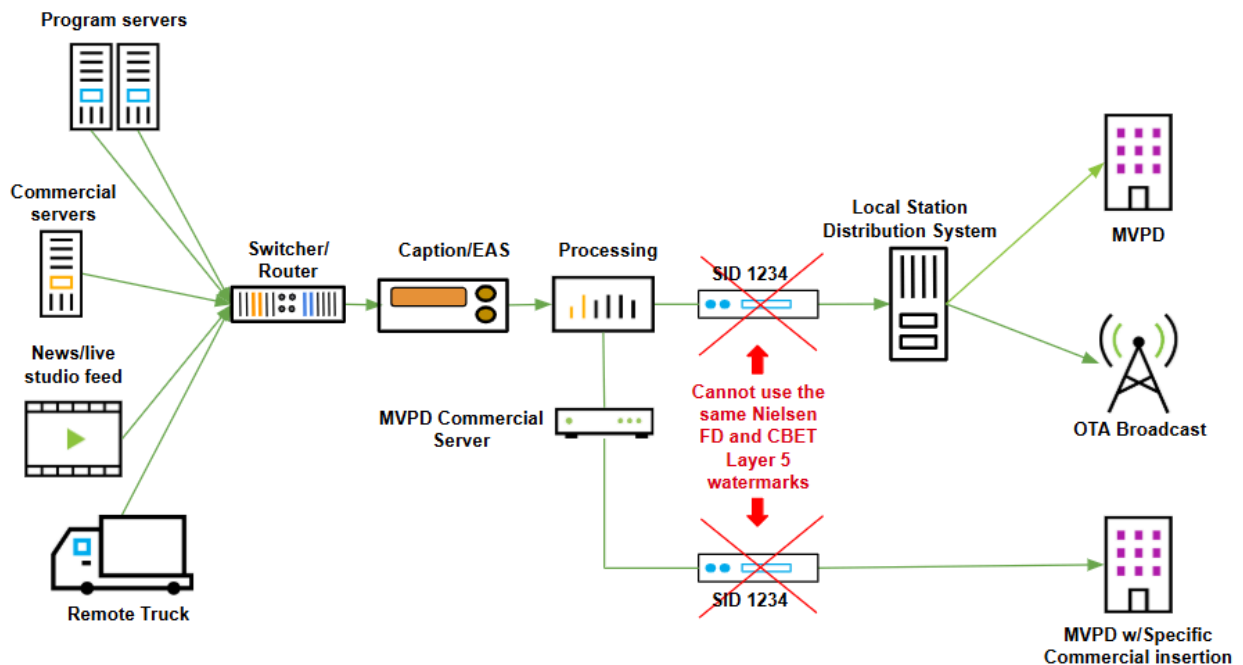 Program servers
Commercial
servers
News/live
studio feed
Remote Truck
Switcher/
Router
Caption/EAS
Processing
MVPD Commercial
Server
SID 1234
Cannot use the
same Nielsen
FD and CBET
Layer 5
watermarks
SID 1234
Local Station
Distribution System
MVPD
OTA Broadcast
MVPD w/Specific
Commercial insertion